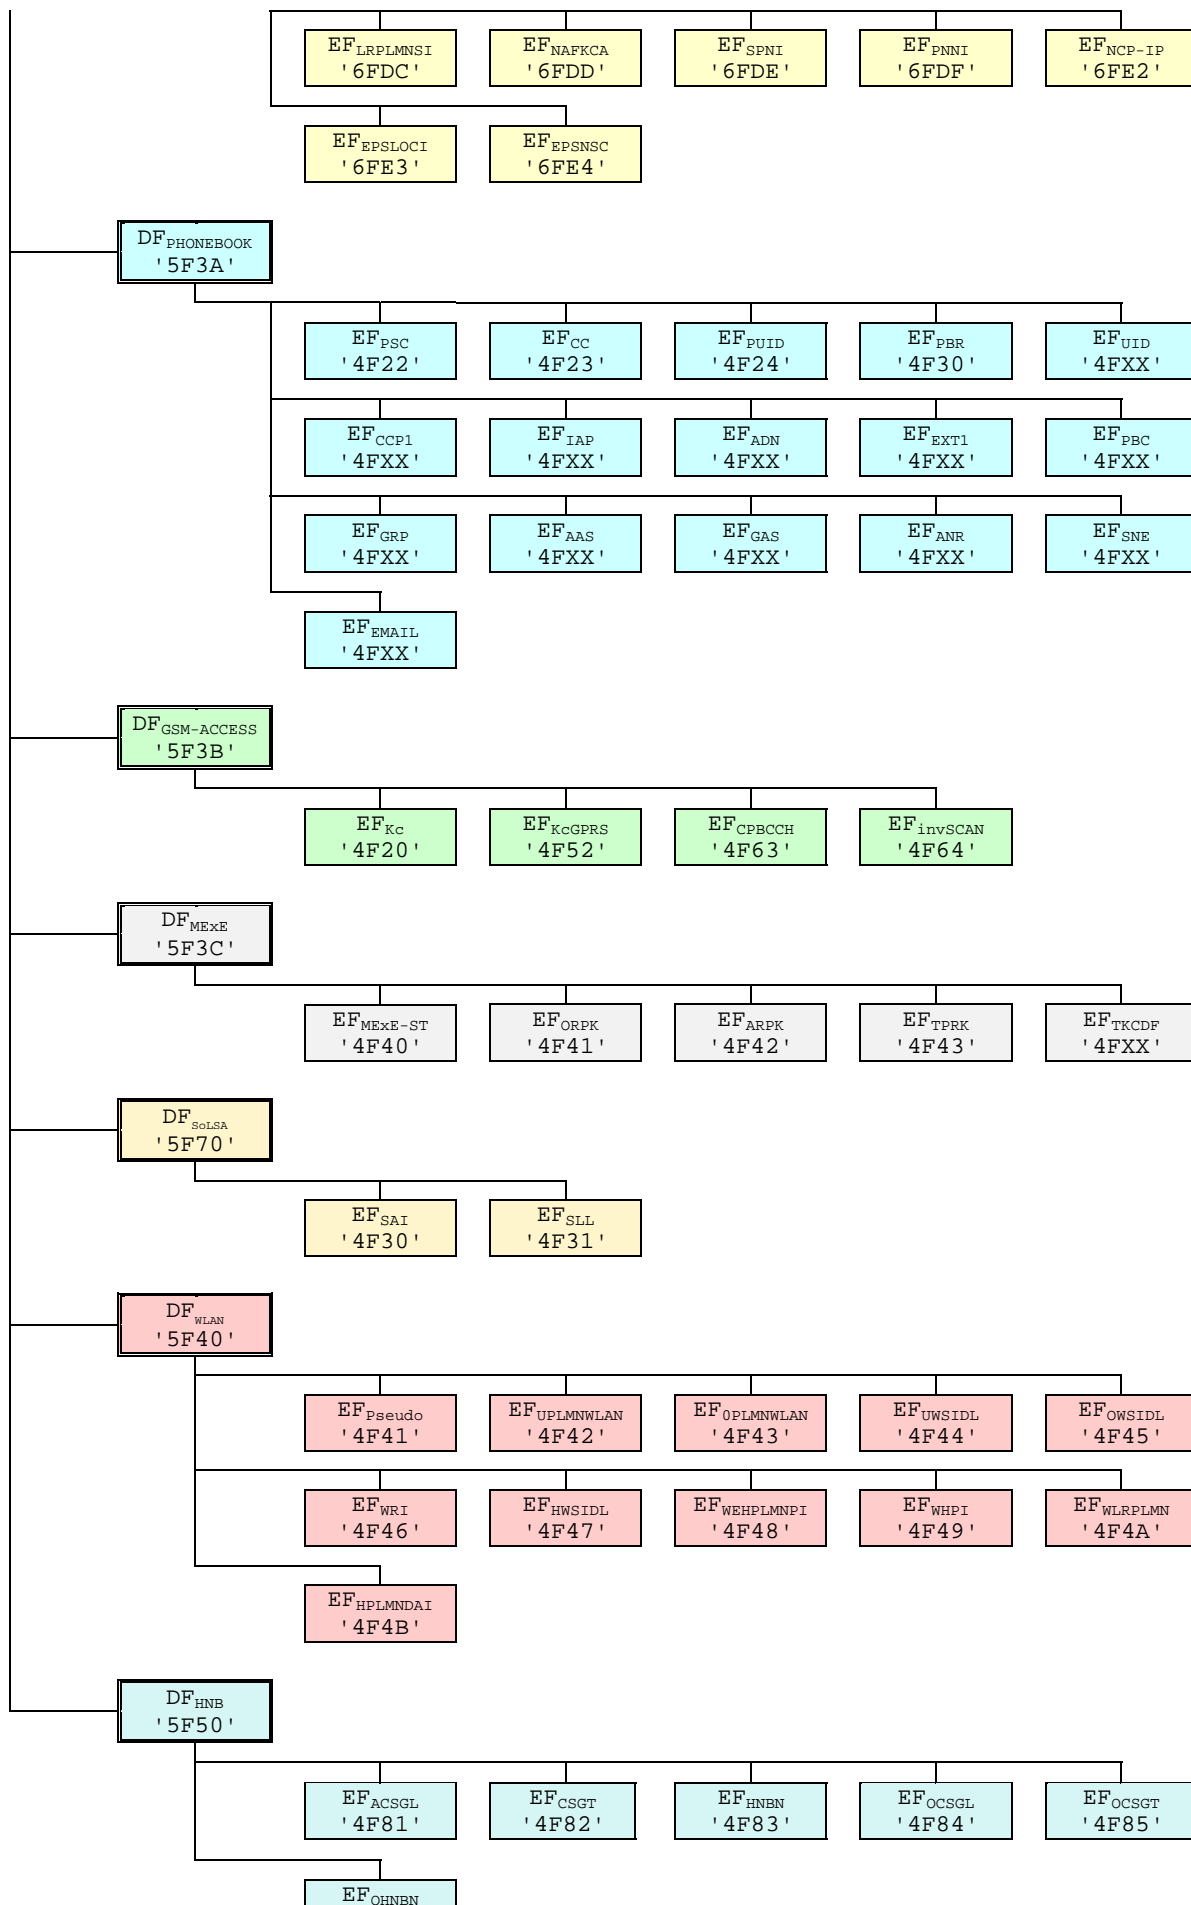 EFLRPLMNSI EFNAFKCA EFSPNI EFPNNI EFNCP-IP
'6FDC' '6FDD' '6FDE' '6FDF' '6FE2'
EFEPSLOCI EFEPSNSC
'6FE3' '6FE4'
DFPHONEBOOK
'5F3A'
EFPSC EFCC EFPUID EFPBR EFUID
'4F22' '4F23' '4F24' '4F30' '4FXX'
EFCCP1 EFIAP EFADN EFEXT1 EFPBC
'4FXX' '4FXX' '4FXX' '4FXX' '4FXX'
EFGRP EFAAS EFGAS EFANR EFSNE
'4FXX' '4FXX' '4FXX' '4FXX' '4FXX'
EFEMAIL
'4FXX'
DFGSM-ACCESS
'5F3B'
EFKc EFKcGPRS EFCPBCCH EFinvSCAN
'4F20' '4F52' '4F63' '4F64'
DFMExE
'5F3C'
EFMExE-ST EFORPK EFARPK EFTPRK EFTKCDF
'4F40' '4F41' '4F42' '4F43' '4FXX'
DFSoLSA
'5F70'
EFSAI EFSLL
'4F30' '4F31'
DFWLAN
'5F40'
EFPseudo EFUPLMNWLAN EF0PLMNWLAN EFUWSIDL EFOWSIDL
'4F41' '4F42' '4F43' '4F44' '4F45'
EFWRI EFHWSIDL EFWEHPLMNPI EFWHPI EFWLRPLMN
'4F46' '4F47' '4F48' '4F49' '4F4A'
EFHPLMNDAI
'4F4B'
DFHNB
'5F50'
EFACSGL EFCSGT EFHNBN EFOCSGL EFOCSGT
'4F81' '4F82' '4F83' '4F84' '4F85'
EFOHNBN